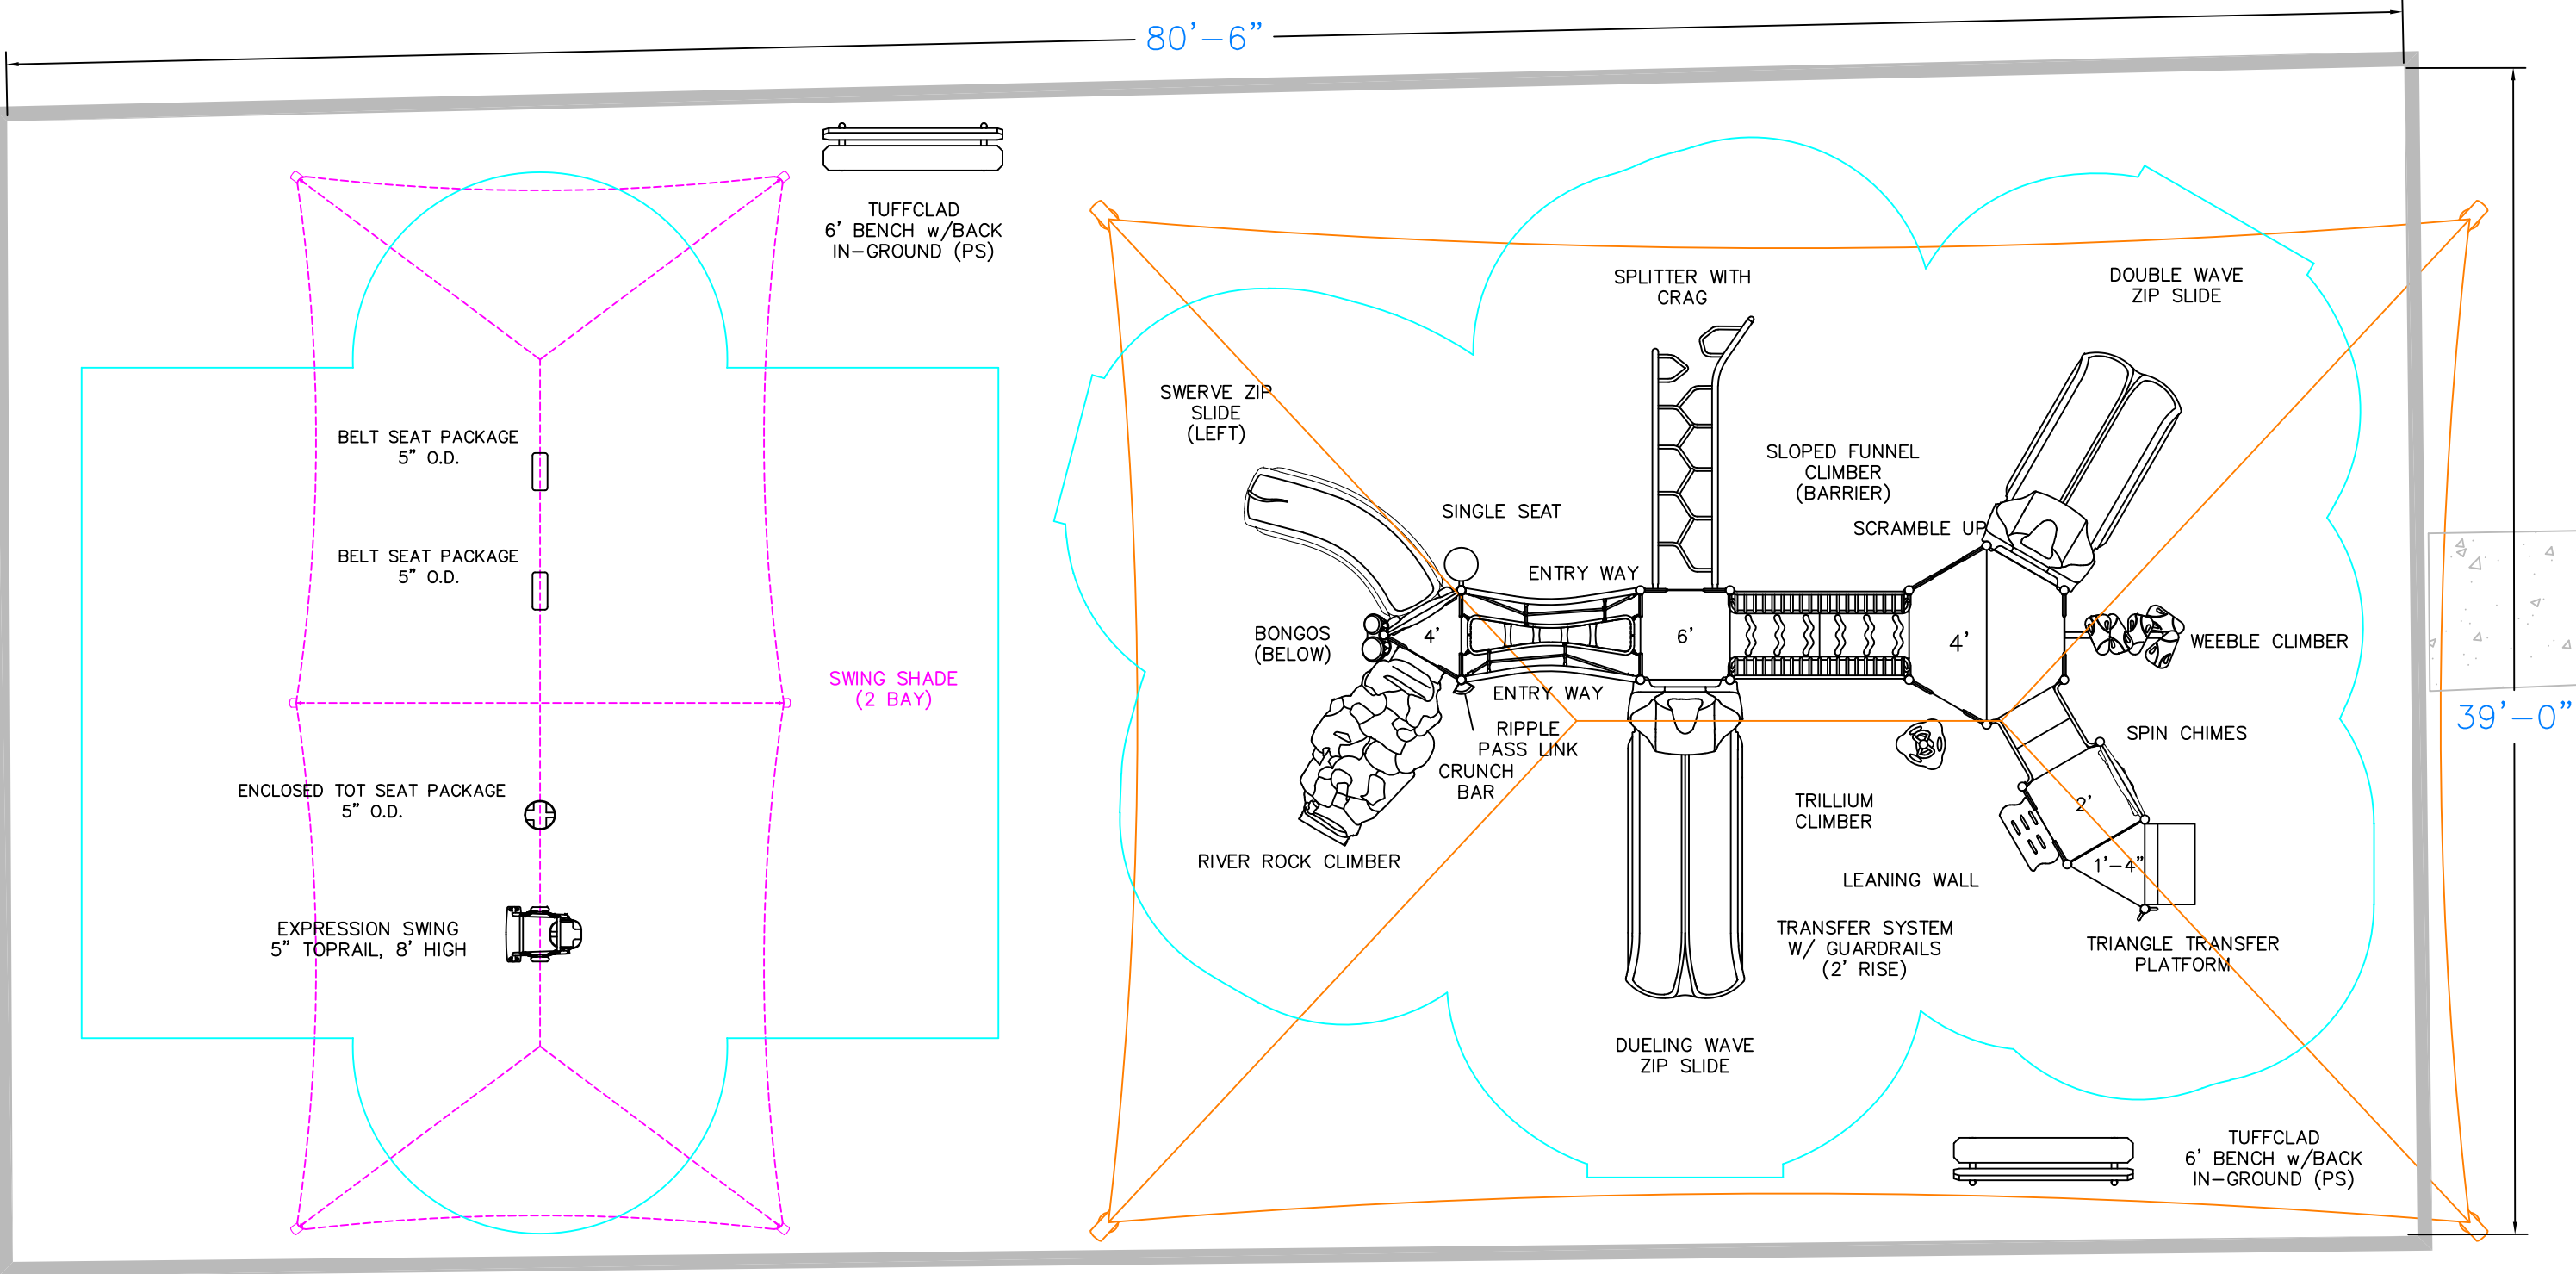 80'-6"
TUFFCLAD
6' BENCH w/BACK
IN-GROUND (PS)
SPLITTER WITH
CRAG
DOUBLE WAVE
ZIP SLIDE
SWERVE ZIP
SLIDE
(LEFT)
BELT SEAT PACKAGE
5" O.D.
SLOPED FUNNEL
CLIMBER
(BARRIER)
SINGLE SEAT
SCRAMBLE UP
BELT SEAT PACKAGE
5" O.D.
ENTRY WAY
BONGOS
(BELOW)
4'
6'
4'
WEEBLE CLIMBER
SWING SHADE
(2 BAY)
ENTRY WAY
RIPPLE
PASS LINK
CRUNCH
BAR
SPIN CHIMES
39'-0"
ENCLOSED TOT SEAT PACKAGE
5" O.D.
TRILLIUM
CLIMBER
2'
1'-4"
RIVER ROCK CLIMBER
LEANING WALL
EXPRESSION SWING
5" TOPRAIL, 8' HIGH
TRANSFER SYSTEM
W/ GUARDRAILS
(2' RISE)
TRIANGLE TRANSFER
PLATFORM
DUELING WAVE
ZIP SLIDE
TUFFCLAD
6' BENCH w/BACK
IN-GROUND (PS)